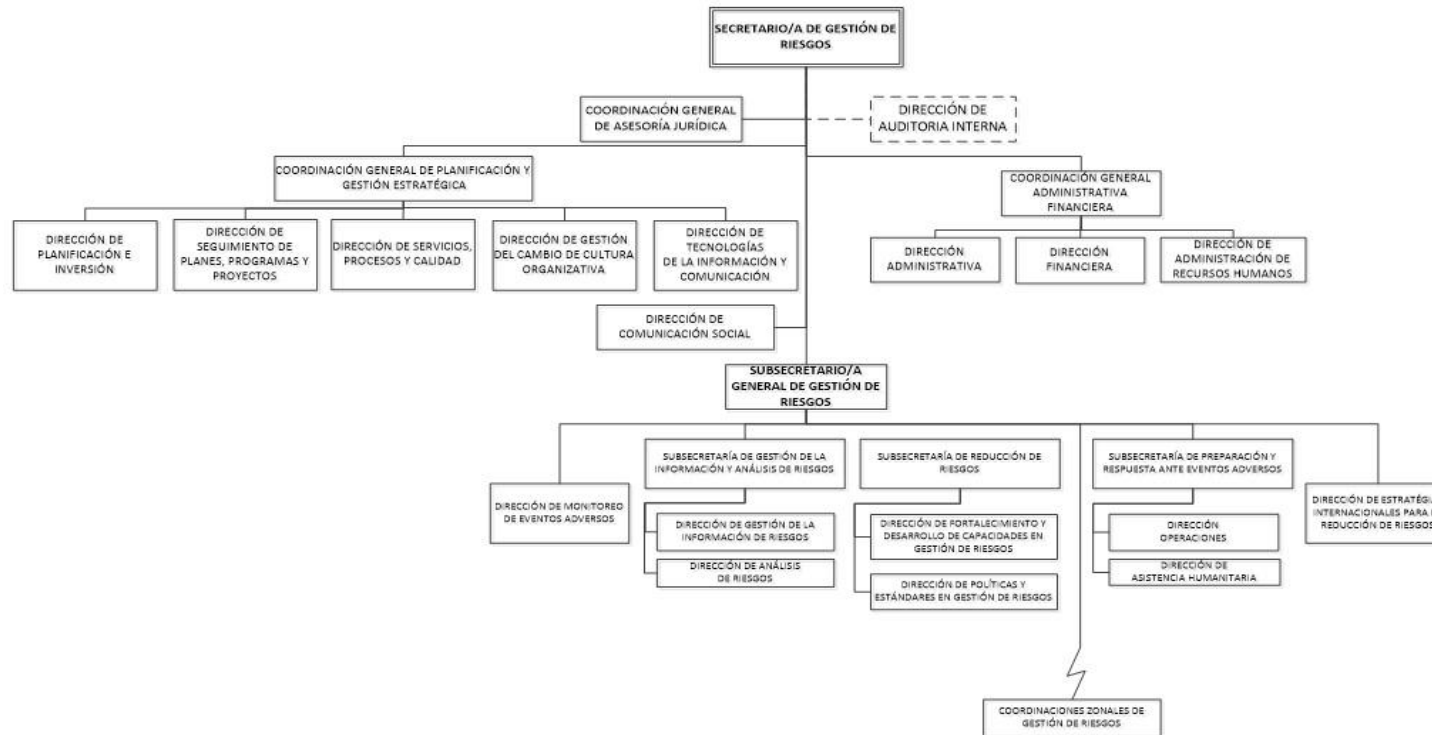 SECRETARIO/A DE GESTIÓN DE
RIESGOS
COORDINACIÓN GENERAL
DE ASESORÍA JURÍDICA
DIRECCIÓN DE
AUDITORIA INTERNA
COORDINACIÓN GENERAL DE PLANIFICACIÓN Y
GESTIÓN ESTRATÉGICA
COORDINACIÓN GENERAL
ADMINISTRATIVA
FINANCIERA
DIRECCIÓN DE
PLANIFICACIÓN E
INVERSIÓN
DIRECCIÓN DE
SEGUIMIENTO DE
PLANES, PROGRAMAS Y
PROYECTOS
DIRECCIÓN DE SERVICIOS,
PROCESOS Y CALIDAD
DIRECCIÓN DE GESTIÓN
DEL CAMBIO DE CULTURA
ORGANIZATIVA
DIRECCIÓN DE
TECNOLOGÍAS
DE LA INFORMACIÓN Y
COMUNICACIÓN
DIRECCIÓN
ADMINISTRATIVA
DIRECCIÓN
FINANCIERA
DIRECCIÓN DE
ADMINISTRACIÓN DE
RECURSOS HUMANOS
DIRECCIÓN DE
COMUNICACIÓN SOCIAL
SUBSECRETARIO/A
GENERAL DE GESTIÓN DE
RIESGOS
DIRECCIÓN DE MONITOREO
DE EVENTOS ADVERSOS
SUBSECRETARÍA DE GESTIÓN DE LA
INFORMACIÓN Y ANÁLISIS DE RIESGOS
DIRECCIÓN DE GESTIÓN DE LA
INFORMACIÓN DE RIESGOS
DIRECCIÓN DE ANÁLISIS
DE RIESGOS
SUBSECRETARÍA DE REDUCCIÓN DE
RIESGOS
DIRECCIÓN DE FORTALECIMIENTO Y
DESARROLLO DE CAPACIDADES EN
GESTIÓN DE RIESGOS
DIRECCIÓN DE POLÍTICAS Y
ESTÁNDARES EN GESTIÓN DE RIESGOS
SUBSECRETARÍA DE PREPARACIÓN Y
RESPUESTA ANTE EVENTOS ADVERSOS
DIRECCIÓN
OPERACIONES
DIRECCIÓN DE
ASISTENCIA HUMANITARIA
DIRECCIÓN DE ESTRATÉGI
INTERNACIONALES PARA
REDUCCIÓN DE RIESGOS
COORDINACIONES ZONALES DE
GESTIÓN DE RIESGOS